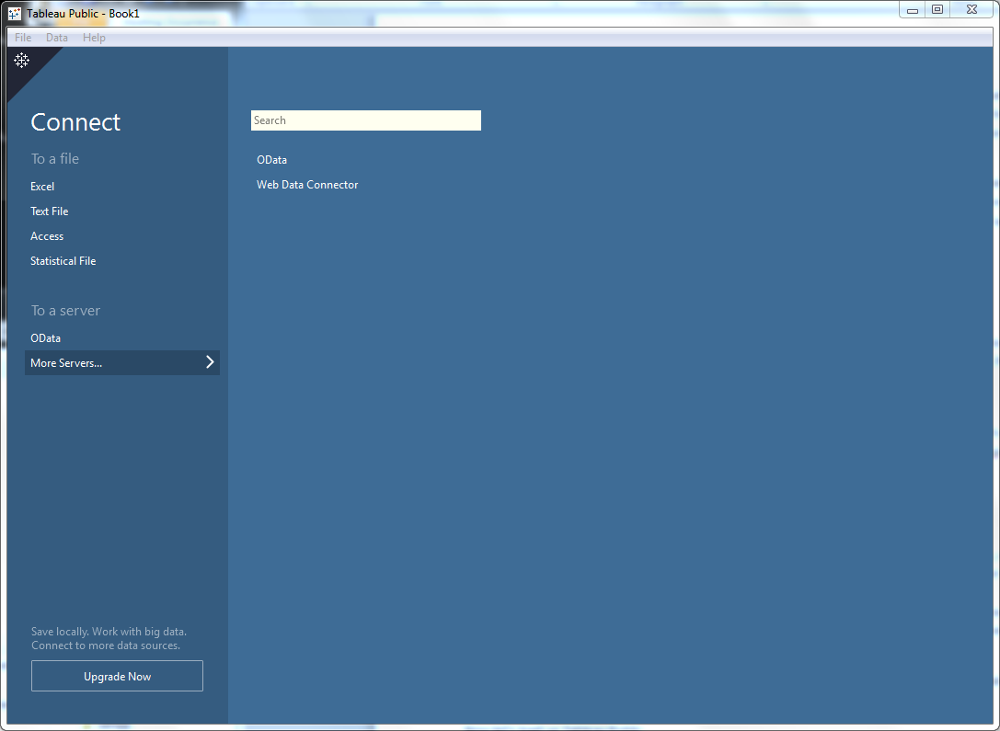 Tableau Public - Book1
File Data Help
Connect
To a file
Excel
Text File
Access
Statistical File
To a server
OData
More Servers...
Save locally. Work with big data.
Connect to more data sources.
Upgrade Now
Search
OData
Web Data Connector